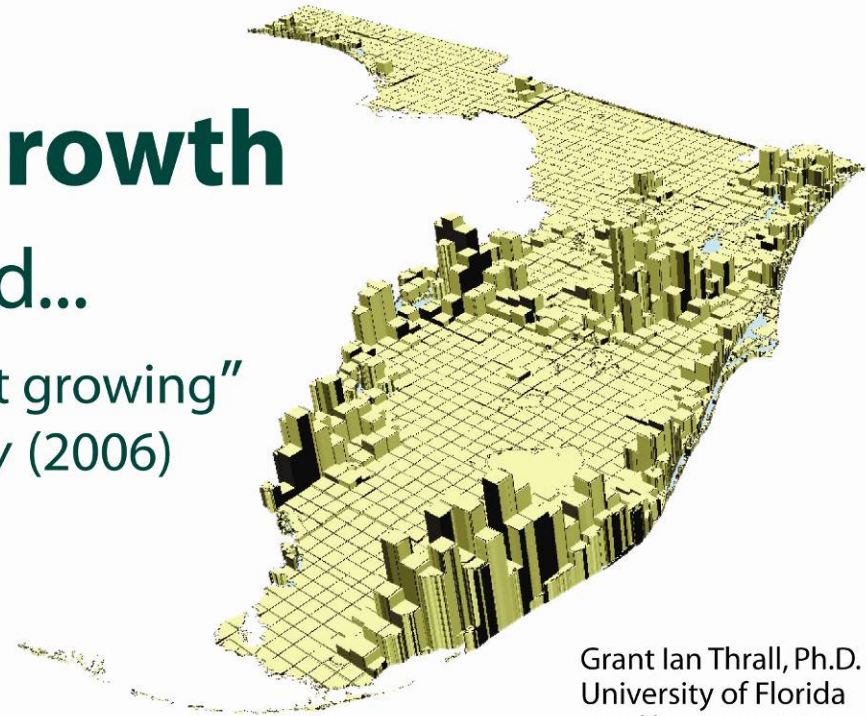 rowth
d...
t growing”
y (2006)
Grant Ian Thrall, Ph.D.
University of Florida